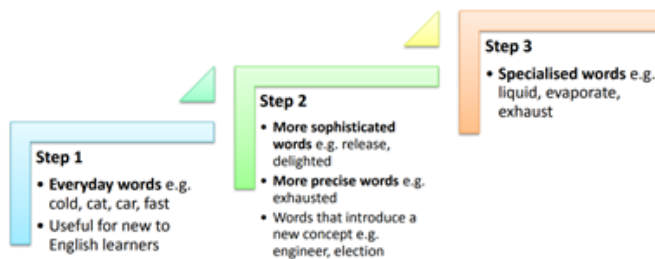 Step 1
• Everyday words e.g.
cold, cat, car, fast
• Useful for new to
English learners
Step 2
• More sophisticated
words e.g. release,
delighted
• More precise words e.g.
exhausted
• Words that introduce a
new concept e.g.
engineer, election
Step 3
• Specialised words e.g.
liquid, evaporate,
exhaust